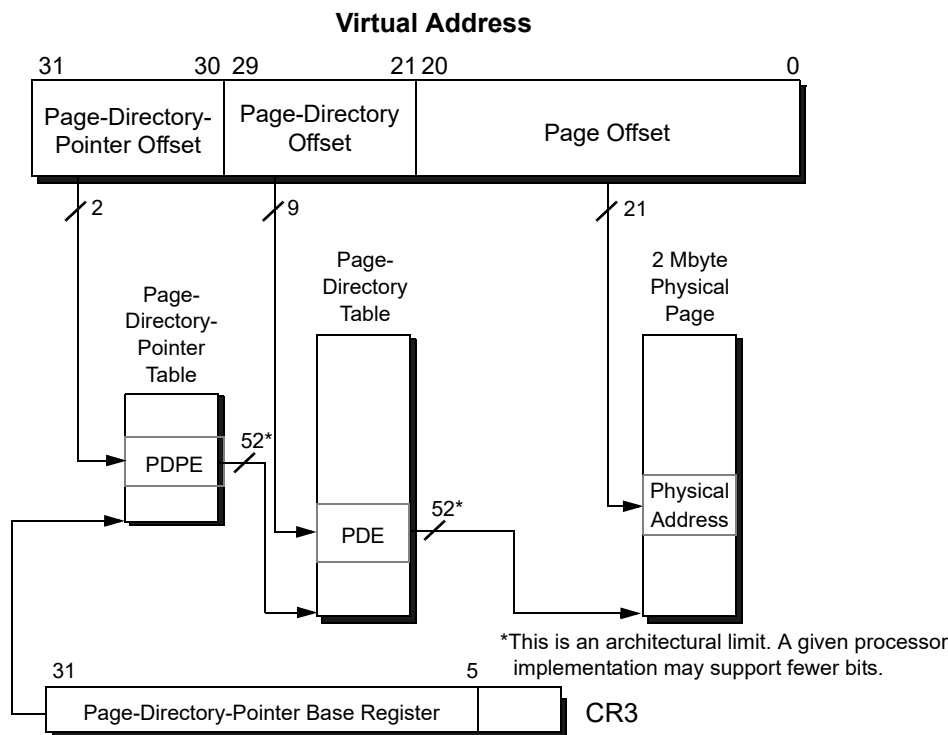 Virtual Address
31 30 29 21 20 0
Page-Directory-
Pointer Offset
Page-Directory
Offset
Page Offset
2
9
21
Page-
Directory-
Pointer
Table
Page-
Directory
Table
2 Mbyte
Physical
Page
PDPE
52*
PDE
52*
Physical
Address
*This is an architectural limit. A given processor
implementation may support fewer bits.
31 5
Page-Directory-Pointer Base Register
CR3